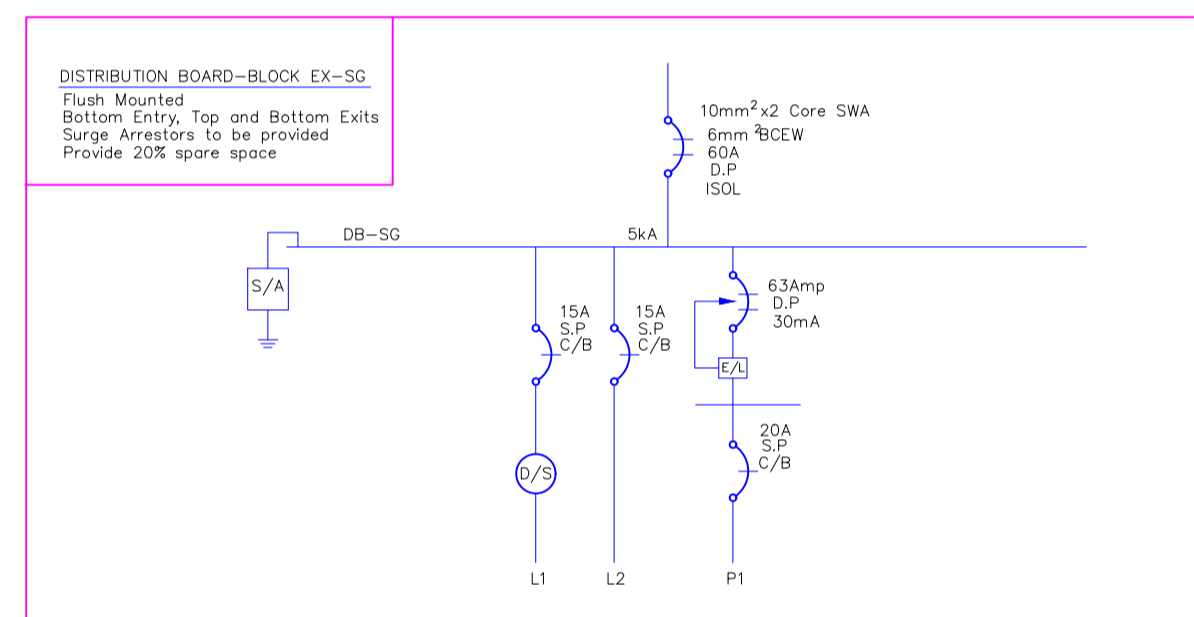 DISTRIBUTION BOARD-BLOCK EX-SG
Flush Mounted
Bottom Entry, Top and Bottom Exits
Surge Arrestors to be provided
Provide 20% spare space
10mm²x2 Core SWA
6mm²BCEW
60A
D.P
ISOL
DB-SG
5kA
S/A
15A
S.P
C/B
15A
S.P
C/B
63Amp
D.P
30mA
E/L
20A
S.P
C/B
D/S
L1
L2
P1